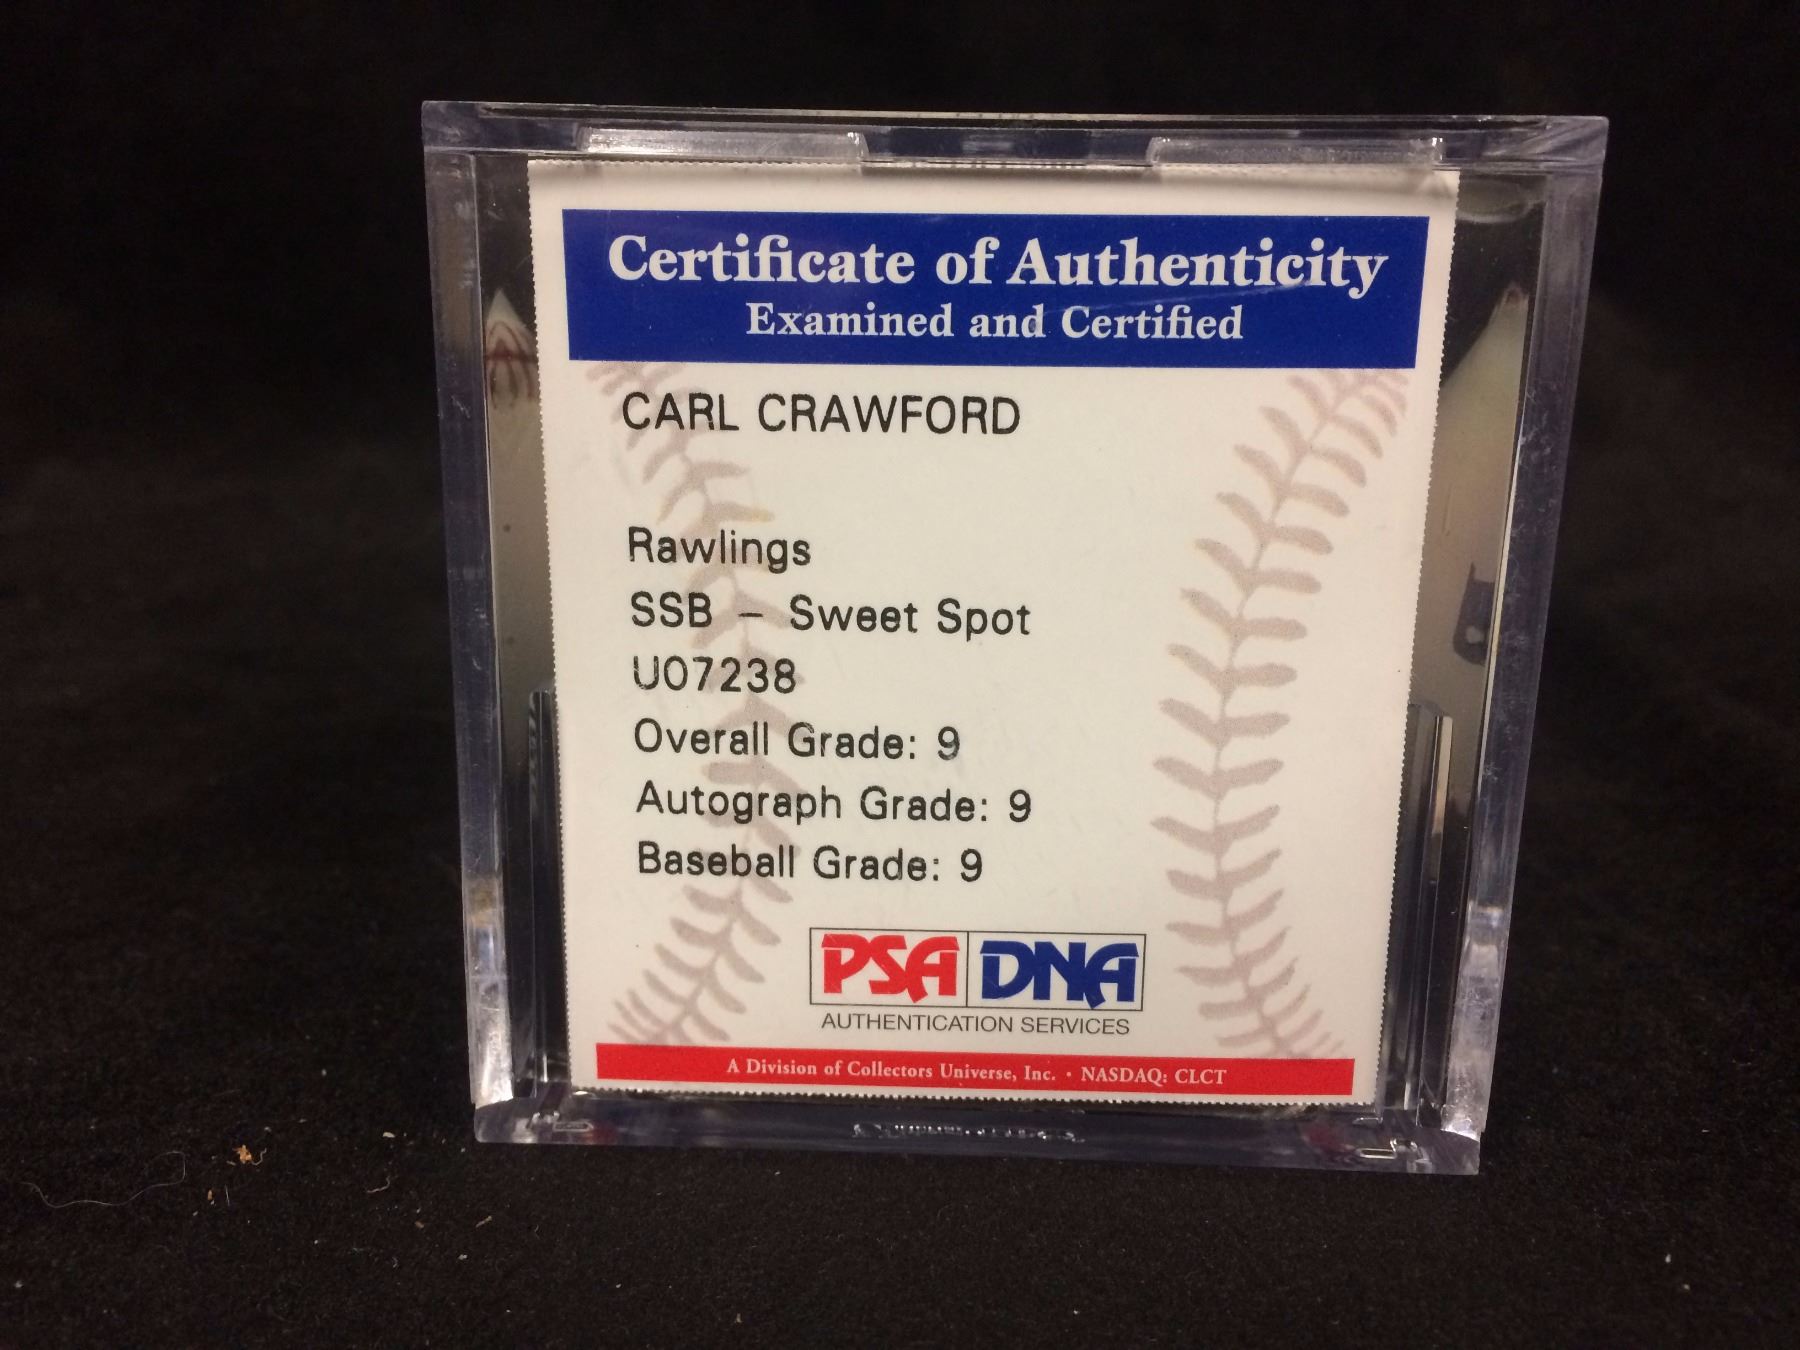 Certificate of Authenticity
Examined and Certified
CARL CRAWFORD
Rawlings
SSB – Sweet Spot
U07238
Overall Grade: 9
Autograph Grade: 9
Baseball Grade: 9
PSA DNA
AUTHENTICATION SERVICES
A Division of Collectors Universe, Inc. • NASDAQ: CLCT